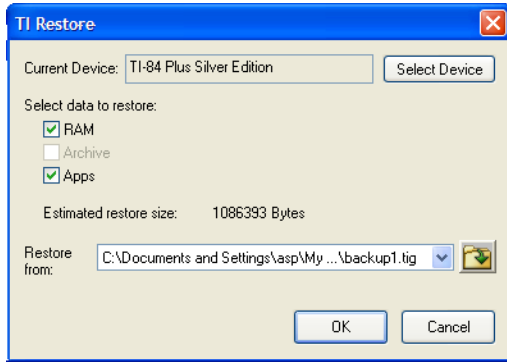 TI Restore
Current Device: TI-84 Plus Silver Edition Select Device
Select data to restore:
RAM
Archive
Apps
Estimated restore size: 1086393 Bytes
Restore
from: C:\Documents and Settings\asp\My ...\backup1.tig
OK Cancel